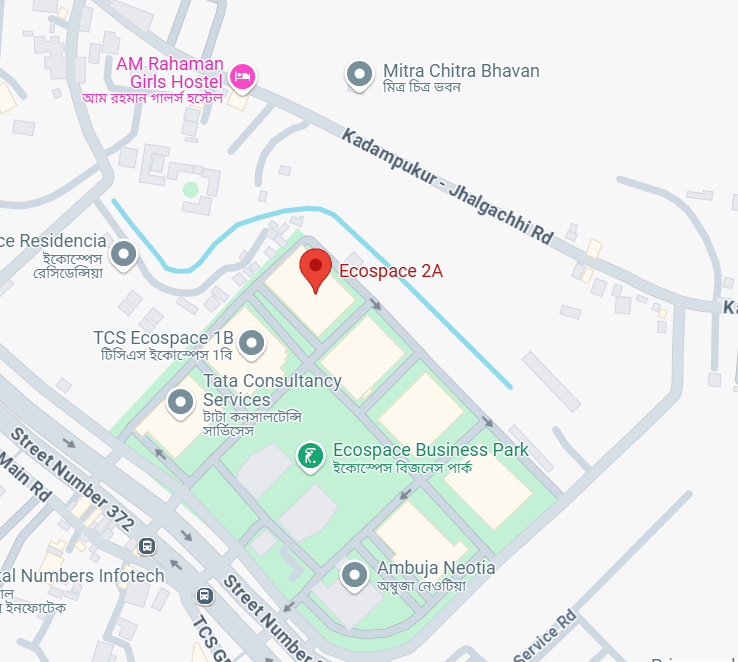 AM Rahaman
Girls Hostel
আম রহমান গার্লস হস্টেল
Mitra Chitra Bhavan
মিত্র চিত্র ভবন
Kadampukur - Jhalgachhi Rd
ce Residencia
ইকোস্পেস
রেসিডেন্সিয়া
Ecospace 2A
TCS Ecospace 1B
টিসিএস ইকোস্পেস 1বি
Tata Consultancy
Services
টাটা কনসালটেন্সি
সার্ভিসেস
Ecospace Business Park
ইকোস্পেস বিজনেস পার্ক
Street Number 372
Main Rd
Ambuja Neotia
অম্বুজা নেওটিয়া
tal Numbers Infotech
ইনফোটেক
Street Number
TCS
Service Rd